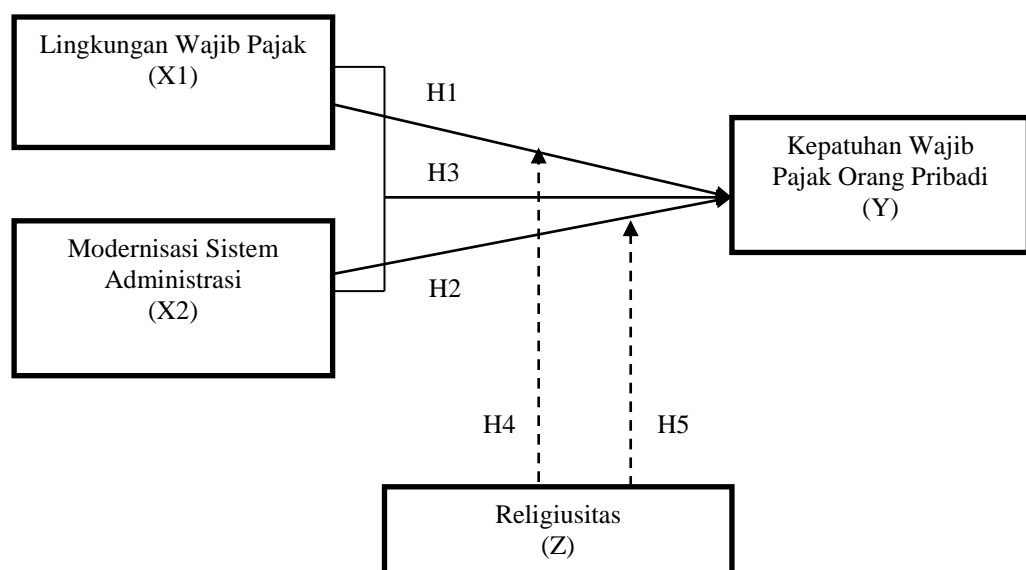 Lingkungan Wajib Pajak
(X1)
H1
Kepatuhan Wajib
Pajak Orang Pribadi
(Y)
H3
Modernisasi Sistem
Administrasi
(X2)
H2
H4
H5
Religiusitas
(Z)